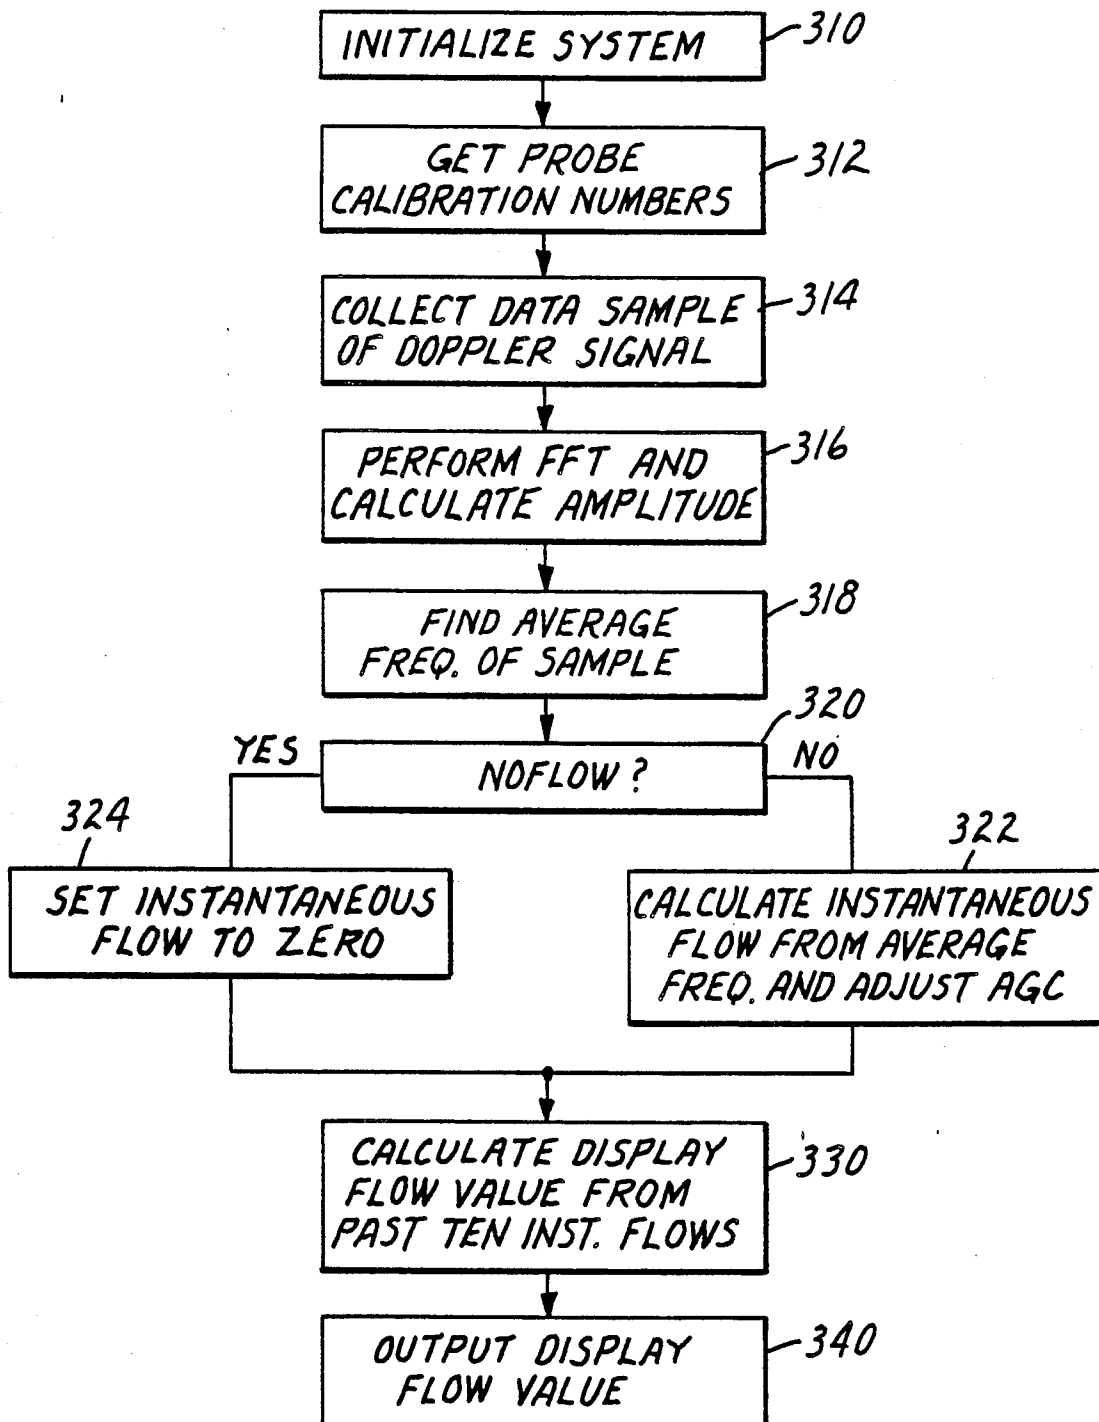 INITIALIZE SYSTEM
310
GET PROBE
CALIBRATION NUMBERS
312
COLLECT DATA SAMPLE
OF DOPPLER SIGNAL
314
PERFORM FFT AND
CALCULATE AMPLITUDE
316
FIND AVERAGE
FREQ. OF SAMPLE
318
320
YES
NOFLOW?
NO
324
322
SET INSTANTANEOUS
FLOW TO ZERO
CALCULATE INSTANTANEOUS
FLOW FROM AVERAGE
FREQ. AND ADJUST AGC
CALCULATE DISPLAY
FLOW VALUE FROM
PAST TEN INST. FLOWS
330
OUTPUT DISPLAY
FLOW VALUE
340